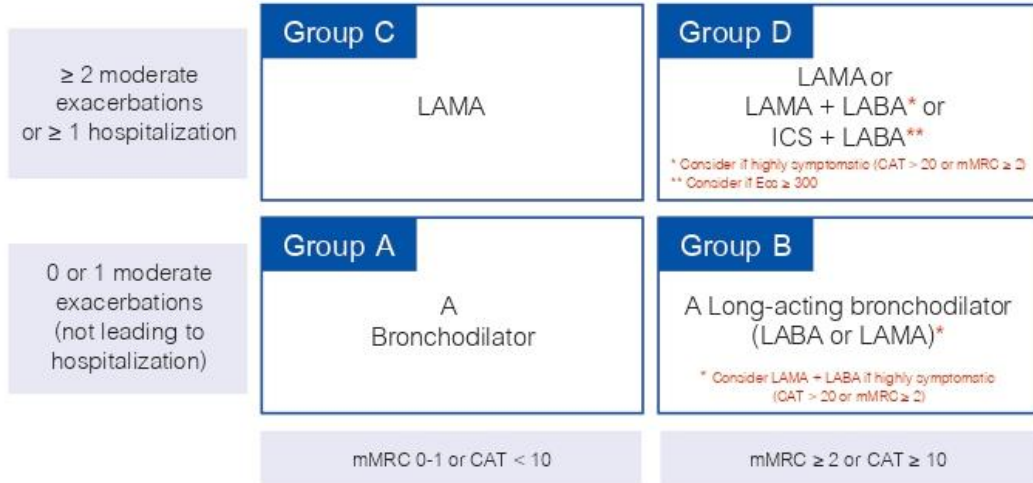 ≥ 2 moderate
exacerbations
or ≥ 1 hospitalization
Group C
LAMA
Group D
LAMA or
LAMA + LABA* or
ICS + LABA**
* Consider if highly symptomatic (CAT > 20 or mMRC ≥ 2)
** Consider if Eos ≥ 300
0 or 1 moderate
exacerbations
(not leading to
hospitalization)
Group A
A
Bronchodilator
Group B
A Long-acting bronchodilator
(LABA or LAMA)*
* Consider LAMA + LABA if highly symptomatic
(CAT > 20 or mMRC ≥ 2)
mMRC 0-1 or CAT < 10
mMRC ≥ 2 or CAT ≥ 10